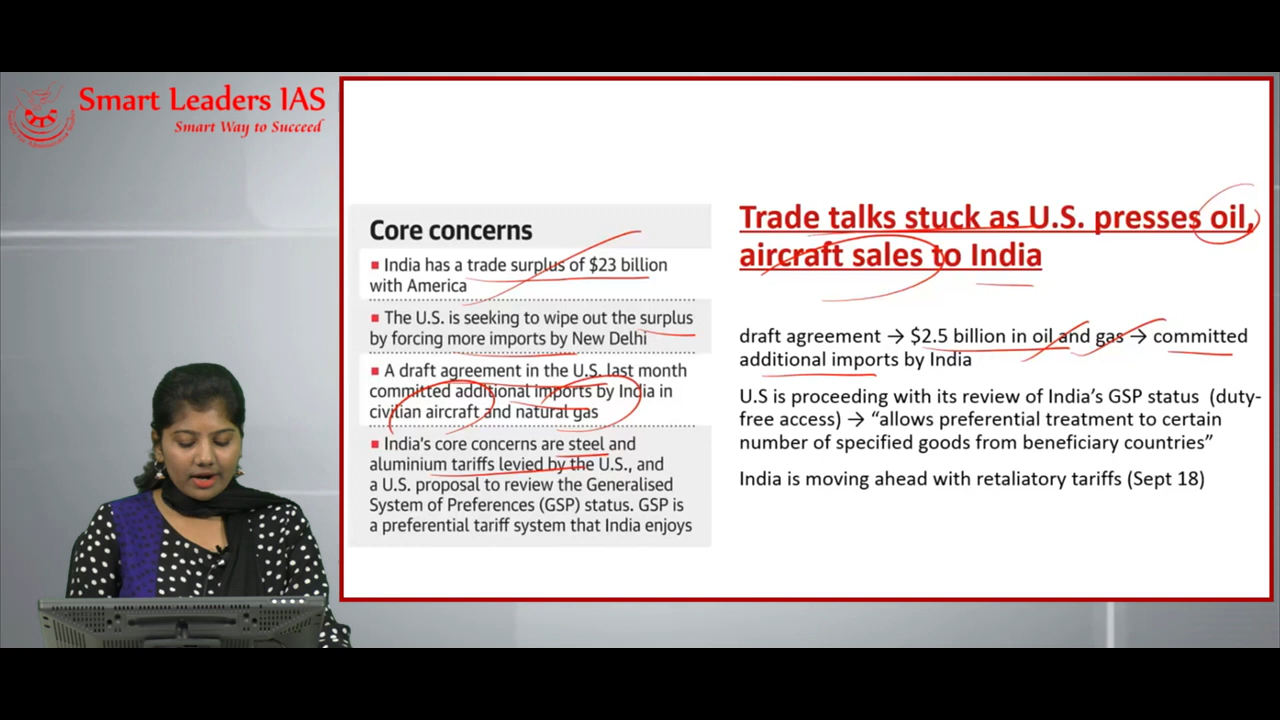 Smart Leaders IAS
Smart Way to Succeed
Core concerns
▪ India has a trade surplus of $23 billion
with America
▪ The U.S. is seeking to wipe out the surplus
by forcing more imports by New Delhi
▪ A draft agreement in the U.S. last month
committed additional imports by India in
civilian aircraft and natural gas
▪ India's core concerns are steel and
aluminium tariffs levied by the U.S., and
a U.S. proposal to review the Generalised
System of Preferences (GSP) status. GSP is
a preferential tariff system that India enjoys
Trade talks stuck as U.S. presses oil,
aircraft sales to India
draft agreement → $2.5 billion in oil and gas → committed
additional imports by India
U.S is proceeding with its review of India's GSP status (duty-
free access) → “allows preferential treatment to certain
number of specified goods from beneficiary countries”
India is moving ahead with retaliatory tariffs (Sept 18)